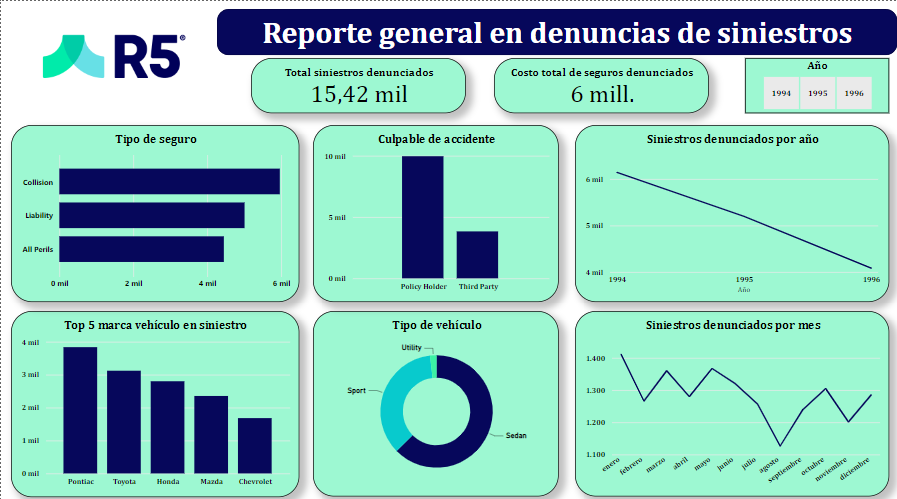 R5®
Reporte general en denuncias de siniestros
Total siniestros denunciados
15,42 mil
Costo total de seguros denunciados
6 mill.
Año
1994 1995 1996
Tipo de seguro
Collision
Liability
All Perils
0 mil 2 mil 4 mil 6 mil
Culpable de accidente
10 mil
5 mil
0 mil
Policy Holder Third Party
Siniestros denunciados por año
6 mil
5 mil
4 mil
1994 1995 1996
Año
Top 5 marca vehículo en siniestro
4 mil
3 mil
2 mil
1 mil
0 mil
Pontiac Toyota Honda Mazda Chevrolet
Tipo de vehículo
Utility
Sport
Sedan
Siniestros denunciados por mes
1.400
1.300
1.200
1.100
enero febrero marzo abril mayo junio julio agosto septiembre octubre noviembre diciembre